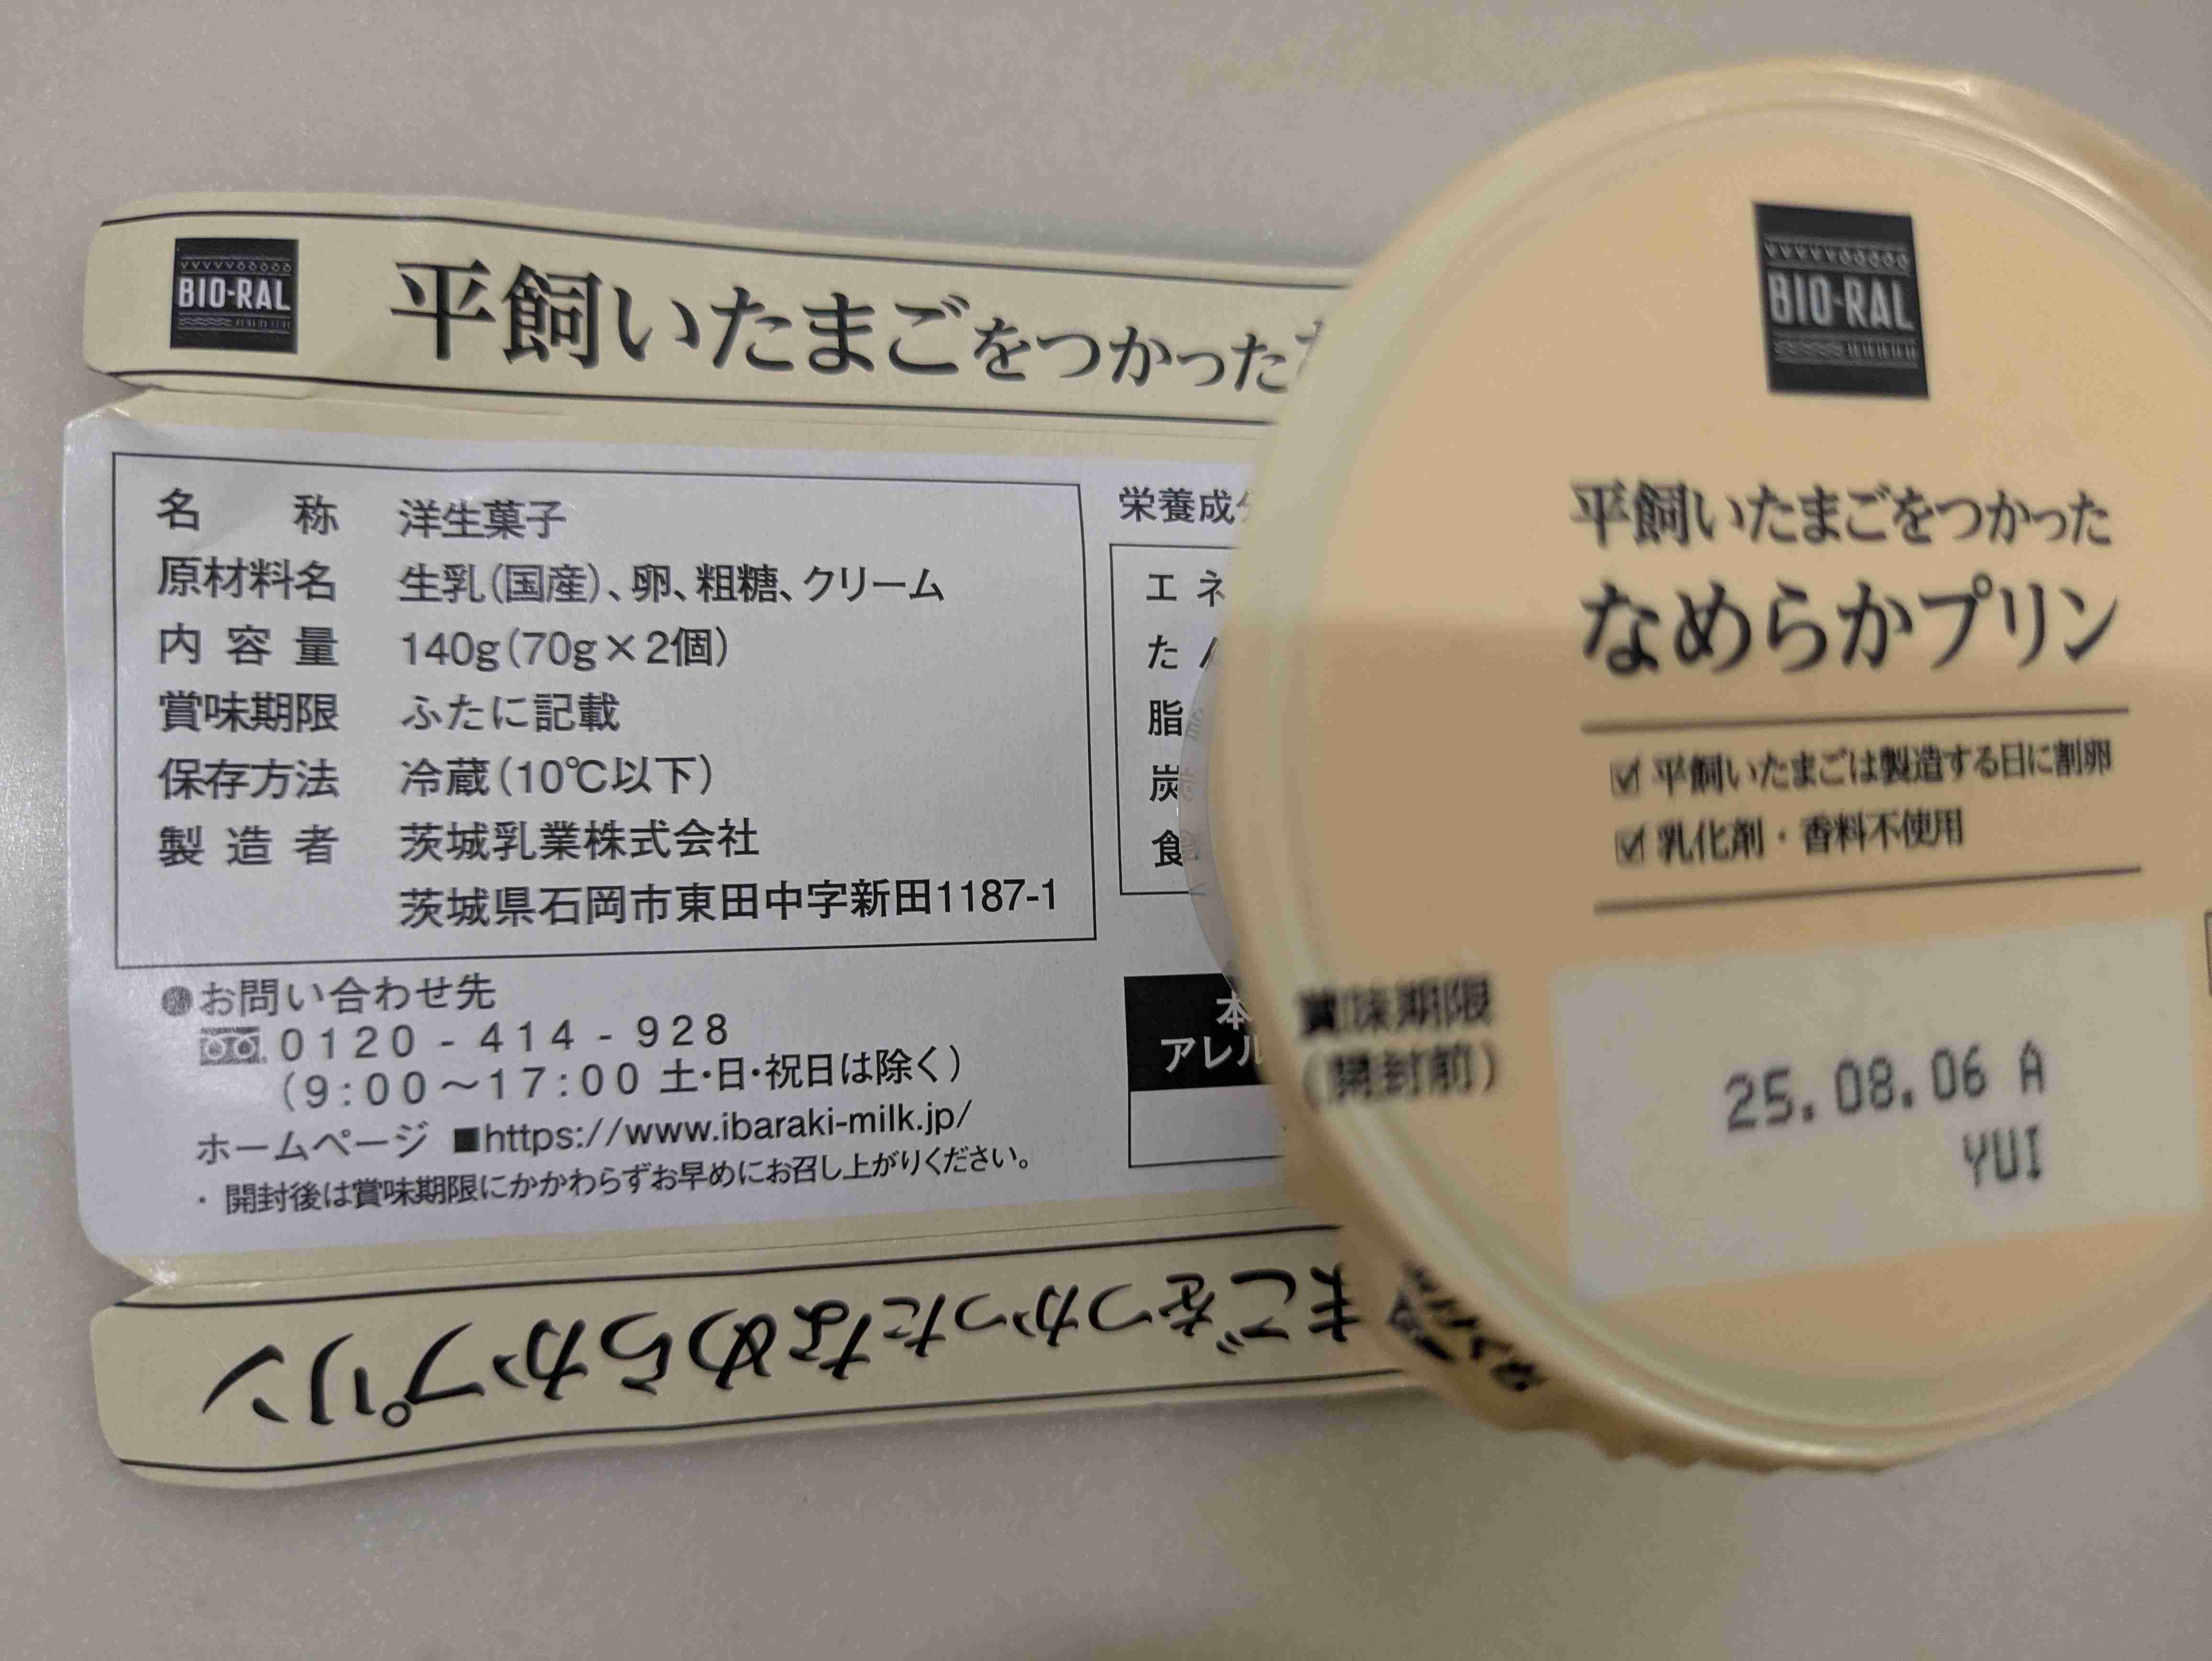 BIO-RAL
平飼いたまごをつかった
名称 洋生菓子
原材料名 生乳(国産)、卵、粗糖、クリーム
内容量 140g(70g×2個)
賞味期限 ふたに記載
保存方法 冷蔵(10℃以下)
製造者 茨城乳業株式会社
茨城県石岡市東田中字新田1187-1
●お問い合わせ先
0120-414-928
(9:00～17:00 土・日・祝日は除く)
ホームページ ■https://www.ibaraki-milk.jp/
・開封後は賞味期限にかかわらずお早めにお召し上がりください。
栄養成
エネ
た
脂
炭
食
本
アレル
まごをつかったなめらかプリン
BIO-RAL
平飼いたまごをつかった
なめらかプリン
平飼いたまごは製造する日に割卵
乳化剤・香料不使用
賞味期限
(開封前)
25.08.06 A
YUI